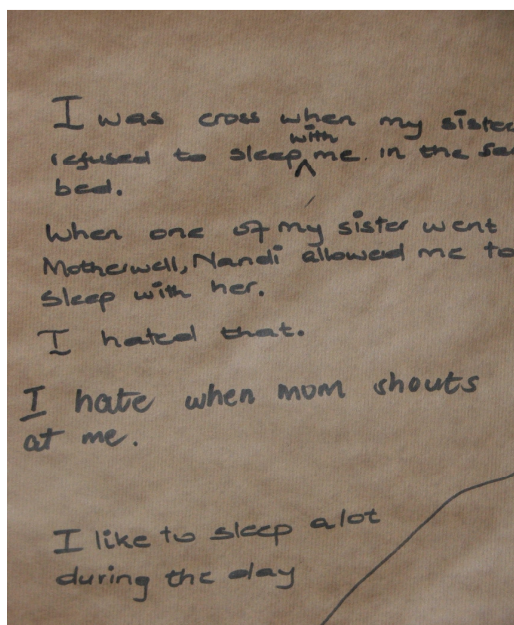 I was cross when my sister
refused to sleep with me in the
bed.
When one of my sister went
Motherwell, Nandi allowed me to
sleep with her.
I hated that.
I hate when mom shouts
at me.
I like to sleep alot
during the day